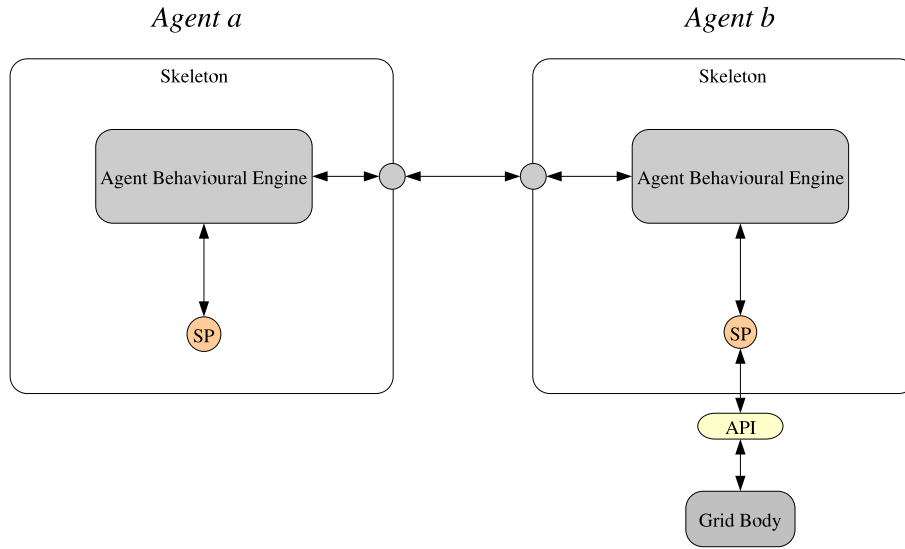 Agent a
Agent b
Skeleton
Skeleton
Agent Behavioural Engine
Agent Behavioural Engine
SP
SP
API
Grid Body